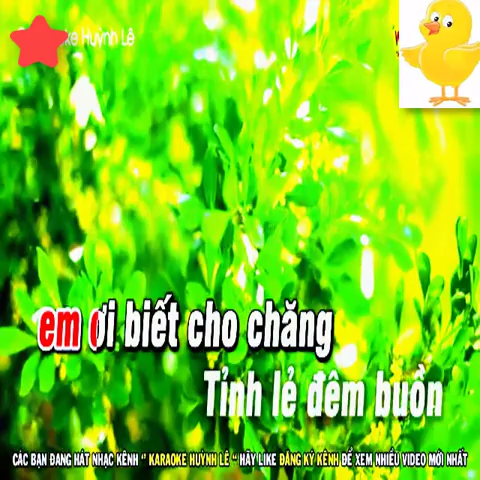 ke Huỳnh Lê
em ơi biết cho chăng
Tỉnh lẻ đêm buồn
CÁC BẠN ĐANG HÁT NHẠC KÊNH " KARAOKE HUỲNH LÊ " HÃY LIKE ĐĂNG KÝ KÊNH ĐỂ XEM NHIỀU VIDEO MỚI NHẤT